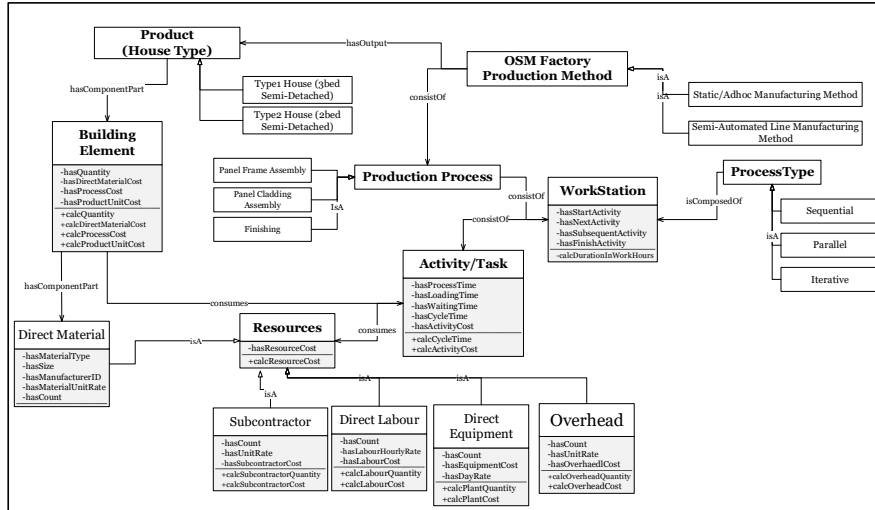 Product
(House Type)
hasOutput
OSM Factory
Production Method
isA
isA
Static/Adhoc Manufacturing Method
Semi-Automated Line Manufacturing
Method
hasComponentPart
Type1 House (3bed
Semi-Detached)
Type2 House (2bed
Semi-Detached)
consistOf
Building
Element
-hasQuantity
-hasDirectMaterialCost
-hasProcessCost
-hasProductUnitCost
+calcQuantity
+calcDirectMaterialCost
+calcProcessCost
+calcProductUnitCost
Panel Frame Assembly
Panel Cladding
Assembly
Finishing
IsA
Production Process
consistOf
consistOf
WorkStation
-hasStartActivity
-hasNextActivity
-hasSubsequentActivity
-hasFinishActivity
-calcDurationInWorkHours
isComposedOf
ProcessType
isA
Sequential
Parallel
Iterative
Activity/Task
-hasProcessTime
-hasLoadingTime
-hasWaitingTime
-hasCycleTime
-hasActivityCost
+calcCycleTime
+calcActivityCost
hasComponentPart
consumes
consumes
Direct Material
-hasMaterialType
-hasSize
-hasManufacturerID
-hasMaterialUnitRate
-hasCount
isA
Resources
-hasResourceCost
+calcResourceCost
isA
isA
isA
Subcontractor
-hasCount
-hasUnitRate
-hasSubcontractorCost
+calcSubcontractorQuantity
+calcSubcontractorCost
Direct Labour
-hasCount
-hasLabourHourlyRate
-hasLabourCost
+calcLabourQuantity
+calcLabourCost
Direct
Equipment
-hasCount
-hasEquipmentCost
-hasDayRate
+calcPlantQuantity
+calcPlantCost
Overhead
-hasCount
-hasUnitRate
-hasOverhaedlCost
+calcOverheadQuantity
+calcOverheadCost